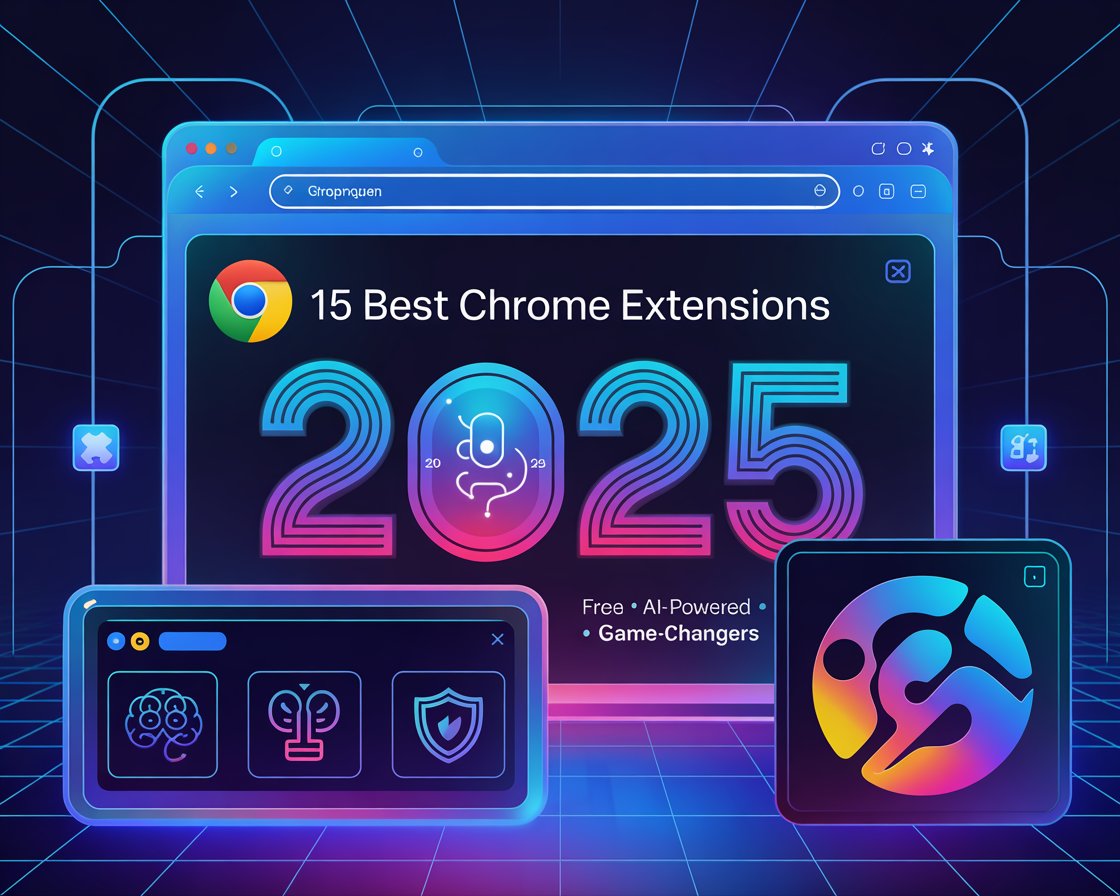 Gropnquen
15 Best Chrome Extensions
2025
20 29
Free • AI-Powered •
• Game-Changers